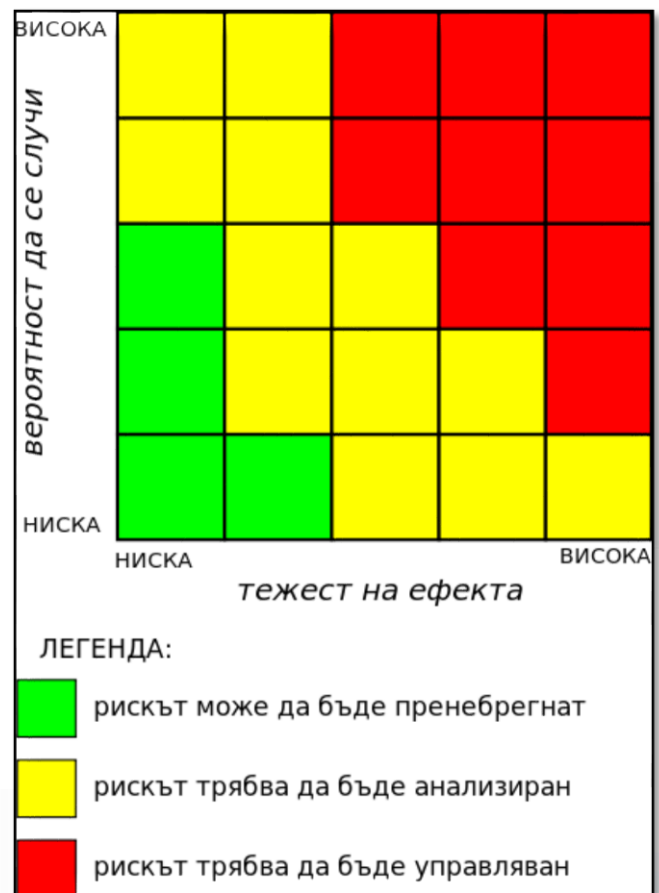 ВИСОКА
вероятност да се случи
НИСКА
НИСКА
ВИСОКА
тежест на ефекта
ЛЕГЕНДА:
рискът може да бъде пренебрегнат
рискът трябва да бъде анализиран
рискът трябва да бъде управляван